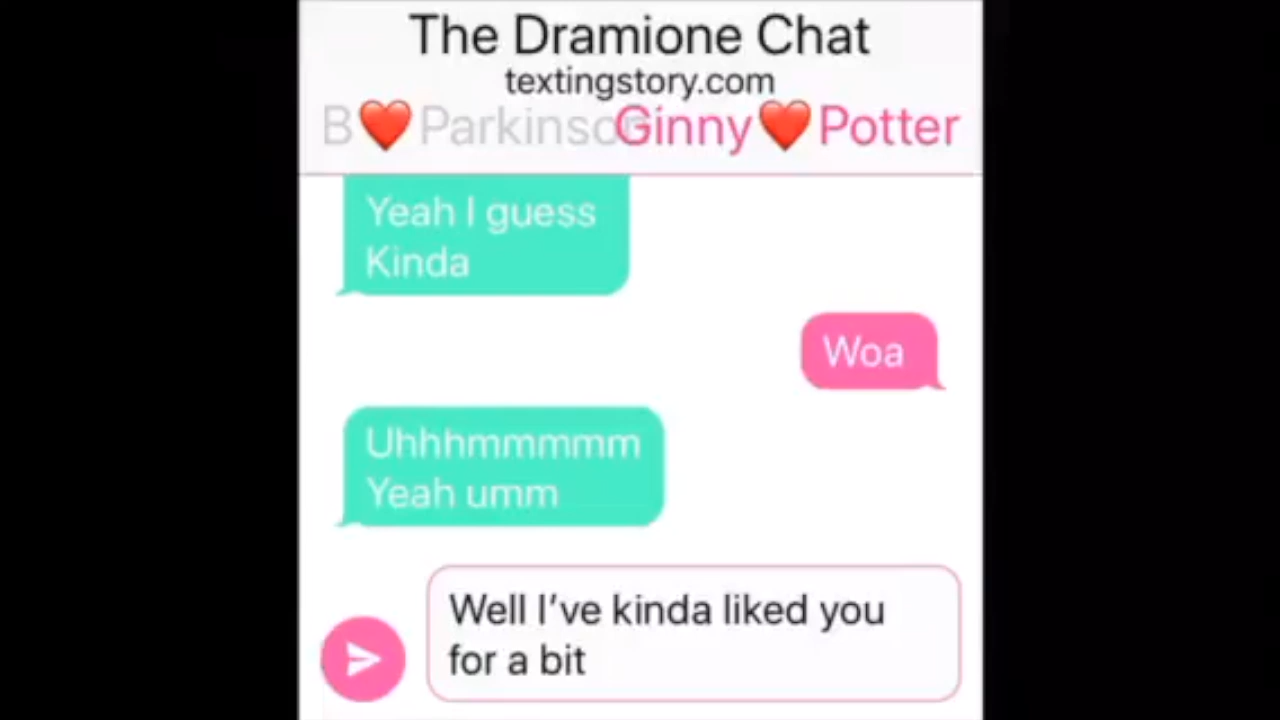 The Dramione Chat
textingstory.com
B❤️Parkinso Ginny❤️Potter
Yeah I guess
Kinda
Woa
Uhhhmmmmm
Yeah umm
Well I’ve kinda liked you
for a bit